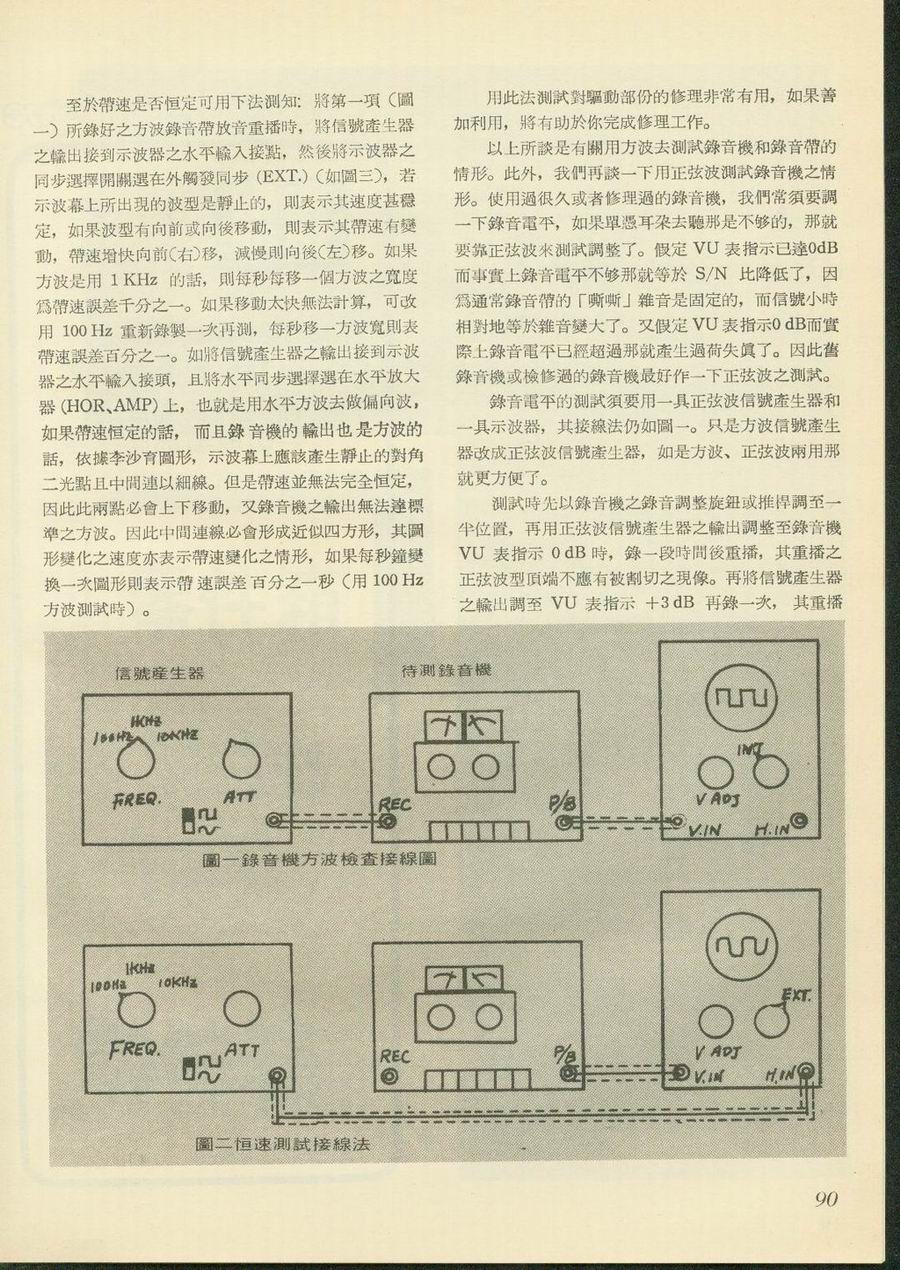 至於帶速是否恒定可用下法測知: 將第一項（圖
一）所錄好之方波錄音帶放音重播時，將信號產生器
之輸出接到示波器之水平輸入接點，然後將示波器之
同步選擇開關選在外觸發同步 (EXT.)（如圖三），若
示波幕上所出現的波型是靜止的，則表示其速度甚穩
定，如果波型有向前或向後移動，則表示其帶速有變
動，帶速增快向前(右)移，減慢則向後(左)移。如果
方波是用 1 KHz 的話，則每秒每移一個方波之寬度
爲帶速誤差千分之一。如果移動太快無法計算，可改
用 100 Hz 重新錄製一次再測，每秒移一方波寬則表
帶速誤差百分之一。如將信號產生器之輸出接到示波
器之水平輸入接頭，且將水平同步選擇選在水平放大
器 (HOR、AMP) 上，也就是用水平方波去做偏向波，
如果帶速恒定的話，而且錄音機的輸出也是方波的
話，依據李沙育圖形，示波幕上應該產生靜止的對角
二光點且中間連以細線。但是帶速並無法完全恒定，
因此此兩點必會上下移動，又錄音機之輸出無法達標
準之方波。因此中間連線必會形成近似四方形，其圖
形變化之速度亦表示帶速變化之情形，如果每秒鐘變
換一次圖形則表示帶速誤差百分之一秒（用 100 Hz
方波測試時）。
用此法測試對驅動部份的修理非常有用，如果善
加利用，將有助於你完成修理工作。
以上所談是有關用方波去測試錄音機和錄音帶的
情形。此外，我們再談一下用正弦波測試錄音機之情
形。使用過很久或者修理過的錄音機，我們常須要調
一下錄音電平，如果單憑耳朶去聽那是不够的，那就
要靠正弦波來測試調整了。假定 VU 表指示已達0dB
而事實上錄音電平不够那就等於 S/N 比降低了，因
爲通常錄音帶的「嘶嘶」雜音是固定的，而信號小時
相對地等於雜音變大了。又假定 VU 表指示0 dB而實
際上錄音電平已經超過那就產生過荷失眞了。因此舊
錄音機或檢修過的錄音機最好作一下正弦波之測試。
錄音電平的測試須要用一具正弦波信號產生器和
一具示波器，其接線法仍如圖一。只是方波信號產生
器改成正弦波信號產生器，如是方波、正弦波兩用那
就更方便了。
測試時先以錄音機之錄音調整旋鈕或推桿調至一
半位置，再用正弦波信號產生器之輸出調整至錄音機
VU 表指示 0 dB 時，錄一段時間後重播，其重播之
正弦波型頂端不應有被割切之現像。再將信號產生器
之輸出調至 VU 表指示 +3 dB 再錄一次，其重播
信號產生器
待測錄音機
1KHz
100Hz 10KHz
FREQ. ATT
REC
P/B
INT
V ADJ
V.IN H.IN
圖一錄音機方波檢查接線圖
1KHz
100Hz 10KHz
FREQ. ATT
REC
P/B
EXT.
V ADJ
V.IN H.IN
圖二恒速測試接線法
90